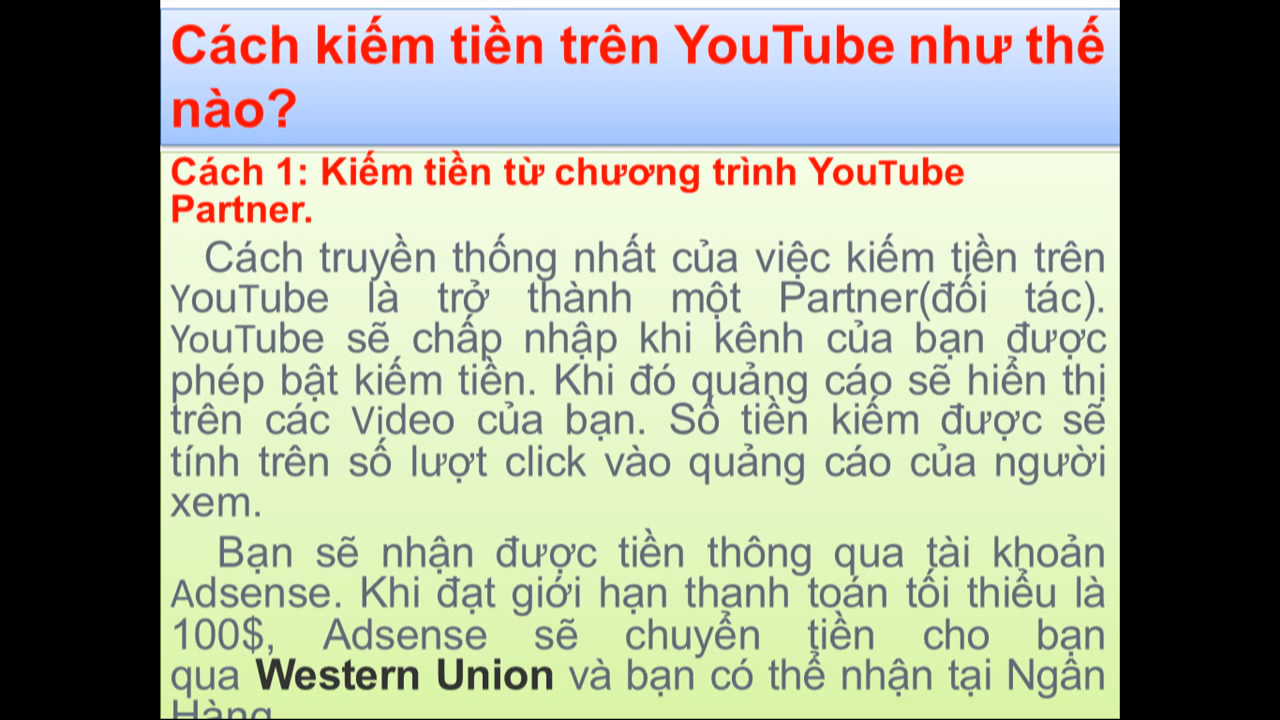 Cách kiếm tiền trên YouTube như thế
nào?
Cách 1: Kiếm tiền từ chương trình YouTube
Partner.
Cách truyền thống nhất của việc kiếm tiền trên
YouTube là trở thành một Partner(đối tác).
YouTube sẽ chấp nhập khi kênh của bạn được
phép bật kiếm tiền. Khi đó quảng cáo sẽ hiển thị
trên các Video của bạn. Số tiền kiếm được sẽ
tính trên số lượt click vào quảng cáo của người
xem.
Bạn sẽ nhận được tiền thông qua tài khoản
Adsense. Khi đạt giới hạn thanh toán tối thiểu là
100$, Adsense sẽ chuyển tiền cho bạn
qua Western Union và bạn có thể nhận tại Ngân
Hàng